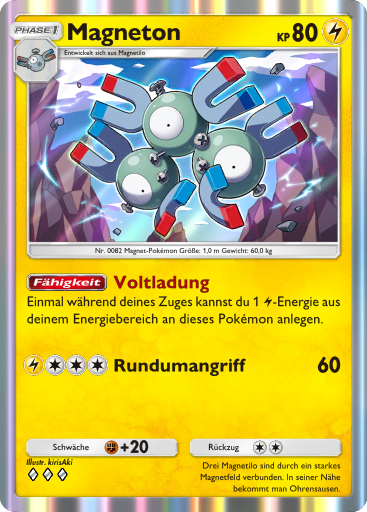 PHASE 1
Magneton
KP 80
Entwickelt sich aus Magnetilo
Nr. 0082 Magnet-Pokémon Größe: 1,0 m Gewicht: 60,0 kg
Fähigkeit Voltladung
Einmal während deines Zuges kannst du 1 -Energie aus
deinem Energiebereich an dieses Pokémon anlegen.
Rundumangriff 60
Schwäche +20 Rückzug
Illustr. kirisAki
Drei Magnetilo sind durch ein starkes
Magnetfeld verbunden. In seiner Nähe
bekommt man Ohrensausen.